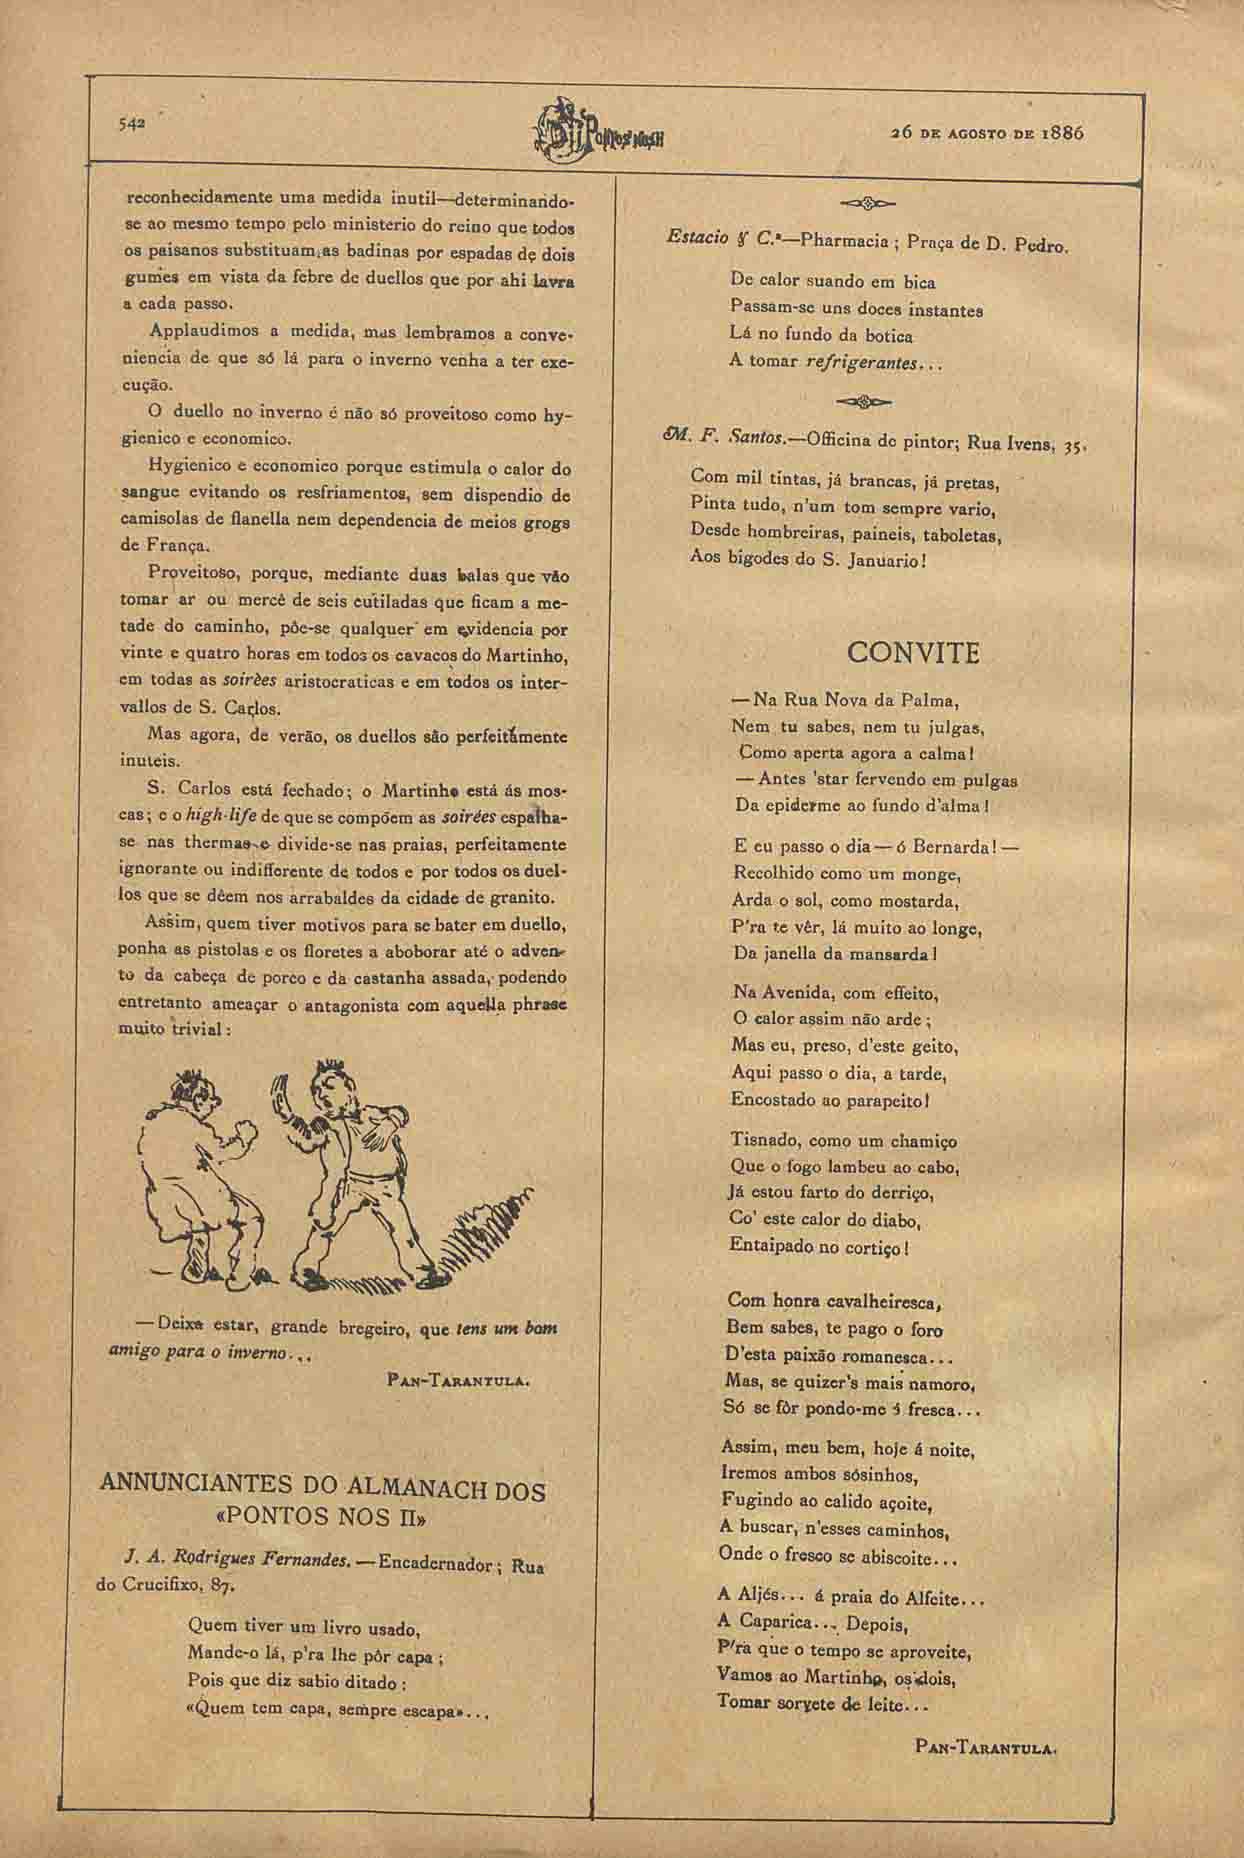 542
Pontos nos ii
26 DE AGOSTO DE 1886
reconhecidamente uma medida inutil—determinando-
se ao mesmo tempo pelo ministerio do reino que todos
os paisanos substituam as badinas por espadas de dois
gumes em vista da febre de duellos que por ahi lavra
a cada passo.
Applaudimos a medida, mas lembramos a conve-
niencia de que só lá para o inverno venha a ter exe-
cução.
O duello no inverno é não só proveitoso como hy-
gienico e economico.
Hygienico e economico porque estimula o calor do
sangue evitando os resfriamentos, sem dispendio de
camisolas de flanella nem dependencia de meios grogs
de França.
Proveitoso, porque, mediante duas balas que vão
tomar ar ou mercê de seis cutiladas que ficam a me-
tade do caminho, põe-se qualquer em evidencia por
vinte e quatro horas em todos os cavacos do Martinho,
em todas as soirèes aristocraticas e em todos os inter-
vallos de S. Carlos.
Mas agora, de verão, os duellos são perfeitamente
inuteis.
S. Carlos está fechado; o Martinho está ás mos-
cas; e o high-life de que se compõem as soirées espalha-
se nas thermas e divide-se nas praias, perfeitamente
ignorante ou indifferente de todos e por todos os duel-
los que se dêem nos arrabaldes da cidade de granito.
Assim, quem tiver motivos para se bater em duello,
ponha as pistolas e os floretes a aboborar até o adven-
to da cabeça de porco e da castanha assada, podendo
entretanto ameaçar o antagonista com aquella phrase
muito trivial:
—Deixa estar, grande bregeiro, que tens um bom
amigo para o inverno...
PAN-TARANTULA.
ANNUNCIANTES DO ALMANACH DOS
«PONTOS NOS II»
J. A. Rodrigues Fernandes.—Encadernador; Rua
do Crucifixo, 87.
Quem tiver um livro usado,
Mande-o lá, p'ra lhe pôr capa;
Pois que diz sabio ditado:
«Quem tem capa, sempre escapa»...
Estacio & C.ª—Pharmacia; Praça de D. Pedro.
De calor suando em bica
Passam-se uns doces instantes
Lá no fundo da botica
A tomar refrigerantes...
M. F. Santos.—Officina de pintor; Rua Ivens, 35.
Com mil tintas, já brancas, já pretas,
Pinta tudo, n'um tom sempre vario,
Desde hombreiras, paineis, taboletas,
Aos bigodes do S. Januario!
CONVITE
—Na Rua Nova da Palma,
Nem tu sabes, nem tu julgas,
Como aperta agora a calma!
—Antes 'star fervendo em pulgas
Da epiderme ao fundo d'alma!
E eu passo o dia—ó Bernarda!—
Recolhido como um monge,
Arda o sol, como mostarda,
P'ra te vêr, lá muito ao longe,
Da janella da mansarda!
Na Avenida, com effeito,
O calor assim não arde;
Mas eu, preso, d'este geito,
Aqui passo o dia, a tarde,
Encostado ao parapeito!
Tisnado, como um chamiço
Que o fogo lambeu ao cabo,
Já estou farto do derriço,
Co' este calor do diabo,
Entaipado no cortiço!
Com honra cavalheiresca,
Bem sabes, te pago o foro
D'esta paixão romanesca...
Mas, se quizer's mais namoro,
Só se fôr pondo-me á fresca...
Assim, meu bem, hoje á noite,
Iremos ambos sósinhos,
Fugindo ao calido açoite,
A buscar, n'esses caminhos,
Onde o fresco se abiscoite...
A Aljés... á praia do Alfeite...
A Caparica... Depois,
P'ra que o tempo se aproveite,
Vamos ao Martinho, os dois,
Tomar sorvete de leite...
PAN-TARANTULA.